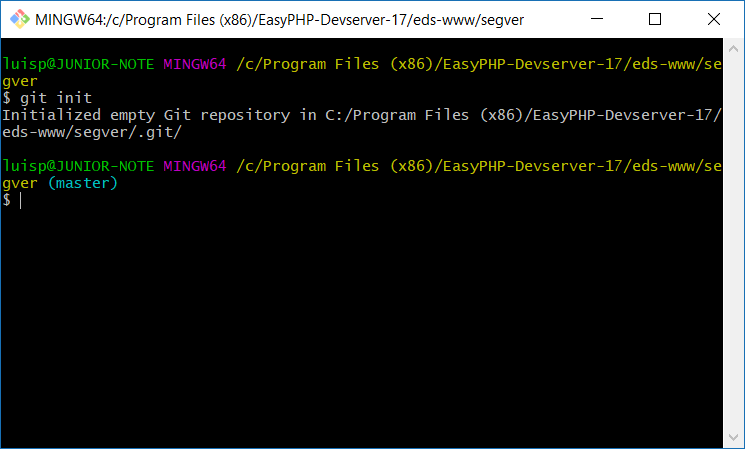 MINGW64:/c/Program Files (x86)/EasyPHP-Devserver-17/eds-www/segver
luisp@JUNIOR-NOTE MINGW64 /c/Program Files (x86)/EasyPHP-Devserver-17/eds-www/se
gver
$ git init
Initialized empty Git repository in C:/Program Files (x86)/EasyPHP-Devserver-17/
eds-www/segver/.git/
luisp@JUNIOR-NOTE MINGW64 /c/Program Files (x86)/EasyPHP-Devserver-17/eds-www/se
gver (master)
$